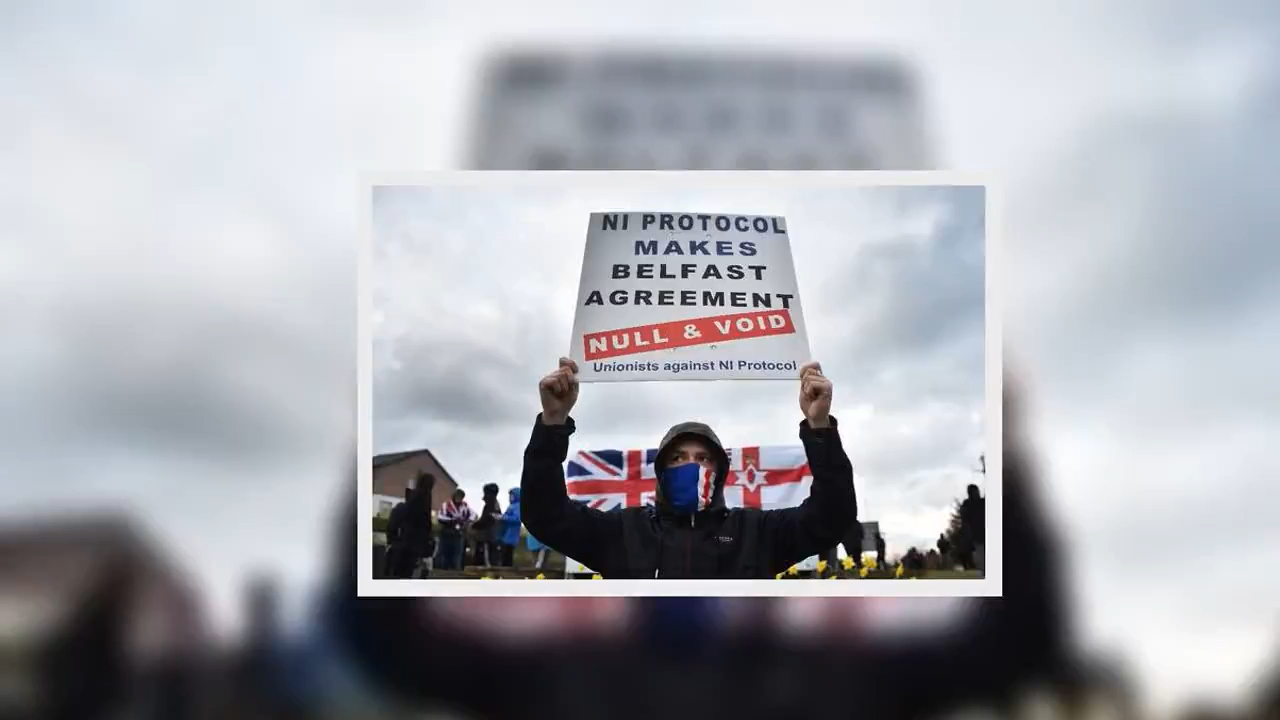 NI PROTOCOL
MAKES
BELFAST
AGREEMENT
NULL & VOID
Unionists against NI Protocol